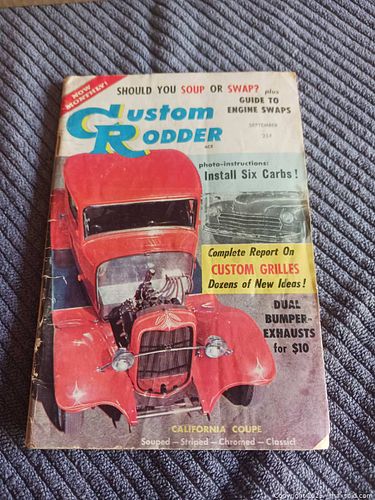 NOW
MONTHLY!
SHOULD YOU SOUP OR SWAP? plus
GUIDE TO
ENGINE SWAPS
Custom
RODDER
SEPTEMBER
25¢
photo-instructions:
Install Six Carbs!
Complete Report On
CUSTOM GRILLES
Dozens of New Ideas!
DUAL
BUMPER-
EXHAUSTS
for $10
CALIFORNIA COUPE
Souped — Striped — Chromed — Classic!